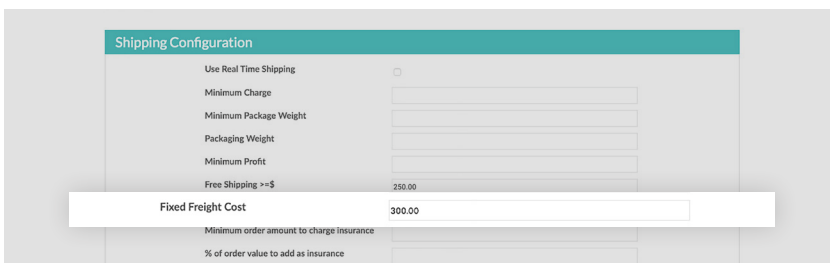 Shipping Configuration
Use Real Time Shipping
Minimum Charge
Minimum Package Weight
Packaging Weight
Minimum Profit
Free Shipping >=$ 250.00
Fixed Freight Cost 300.00
Minimum order amount to charge insurance
% of order value to add as insurance